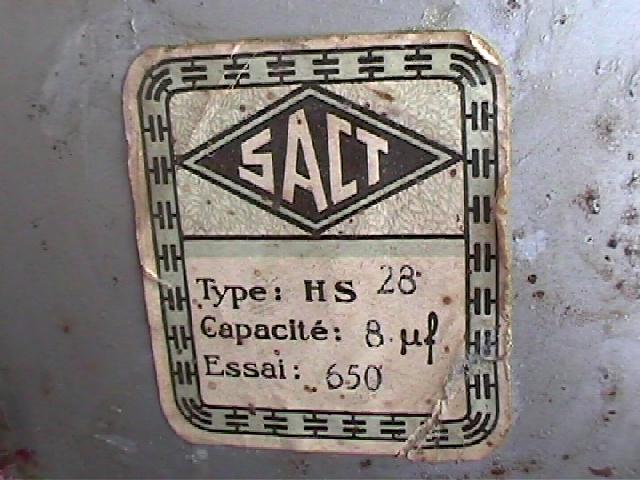 SACT
Type: HS 28
Capacité: 8 µf
Essai: 650